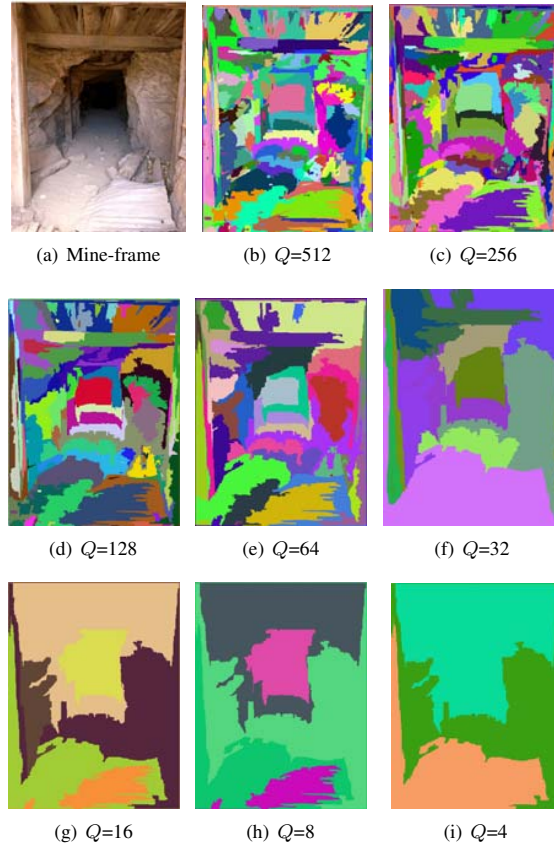 (a) Mine-frame
(b) Q=512
(c) Q=256
(d) Q=128
(e) Q=64
(f) Q=32
(g) Q=16
(h) Q=8
(i) Q=4